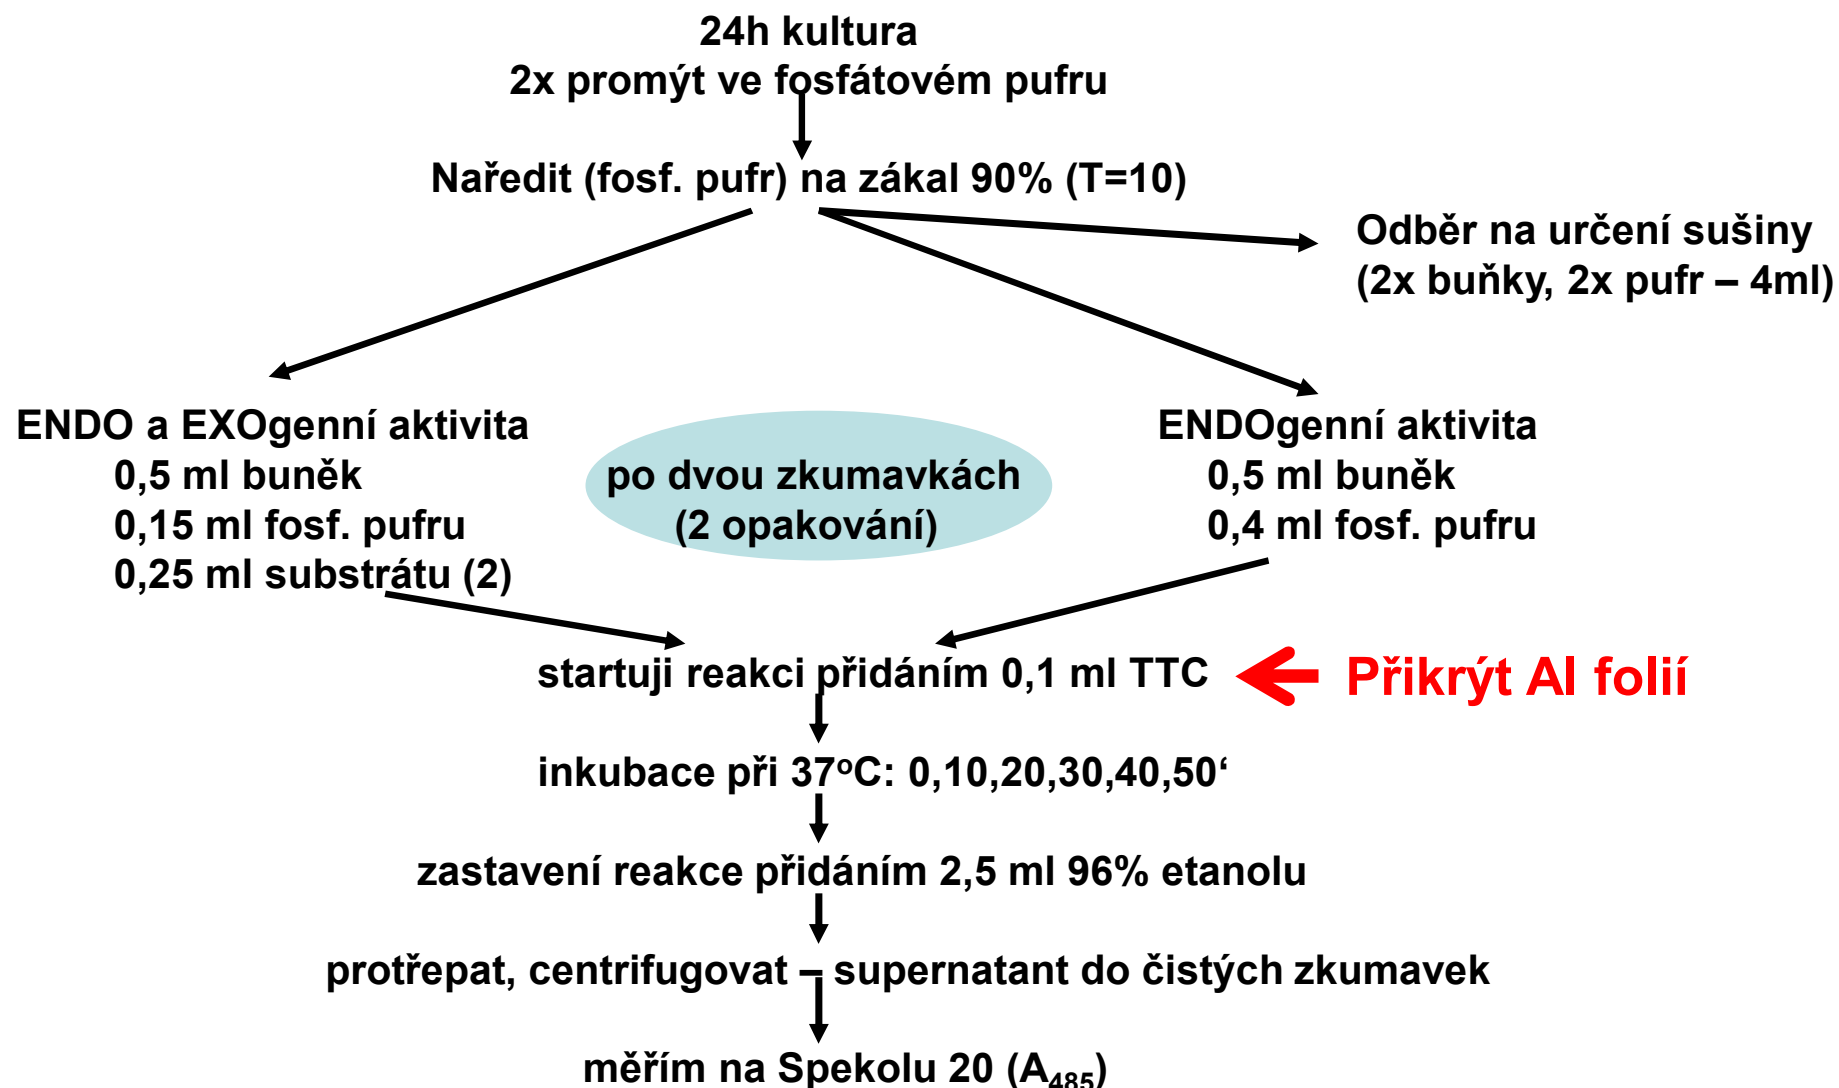 24h kultura
2x promýt ve fosfátovém pufru
Naředit (fosf. pufr) na zákal 90% (T=10)
Odběr na určení sušiny
(2x buňky, 2x pufr – 4ml)
ENDO a EXOgenní aktivita
0,5 ml buněk
0,15 ml fosf. pufru
0,25 ml substrátu (2)
po dvou zkumavkách
(2 opakování)
ENDOgenní aktivita
0,5 ml buněk
0,4 ml fosf. pufru
startuji reakci přidáním 0,1 ml TTC
Přikrýt Al folií
inkubace při 37°C: 0,10,20,30,40,50‘
zastavení reakce přidáním 2,5 ml 96% etanolu
protřepat, centrifugovat – supernatant do čistých zkumavek
měřím na Spekolu 20 (A₄₈₅)